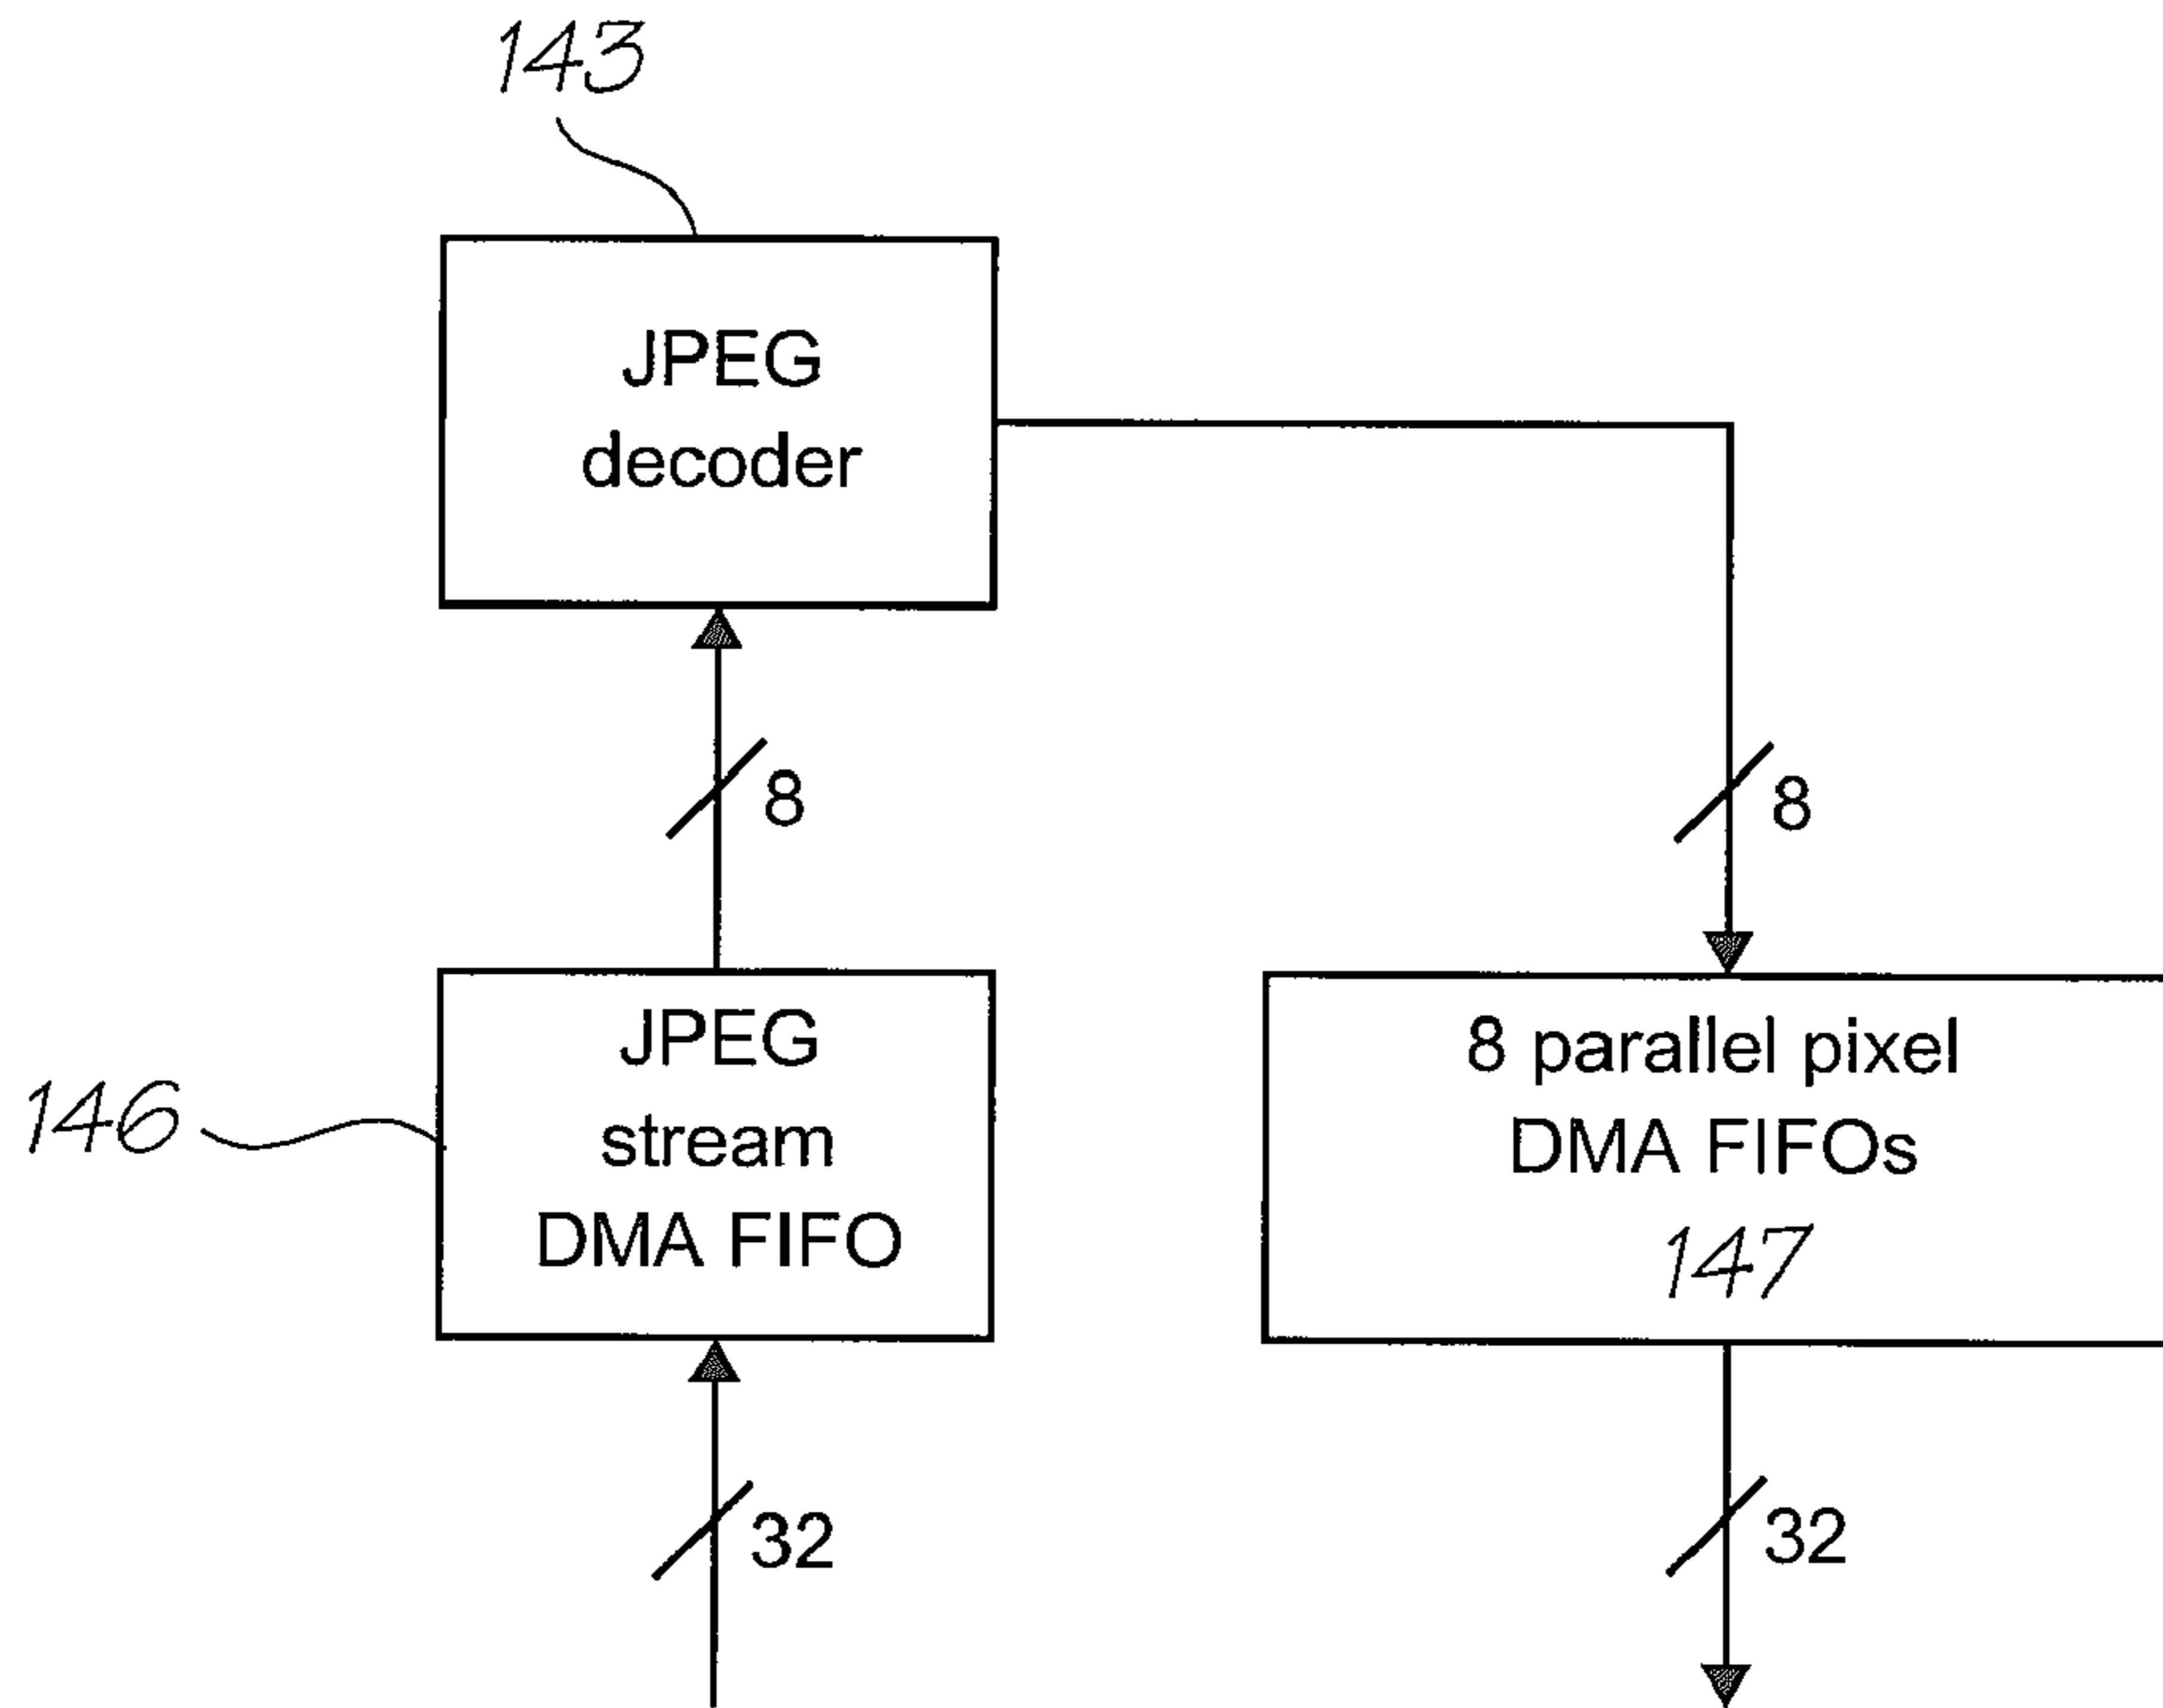 143
JPEG
decoder
8
8
JPEG
stream
DMA FIFO
146
8 parallel pixel
DMA FIFOs
147
32
32